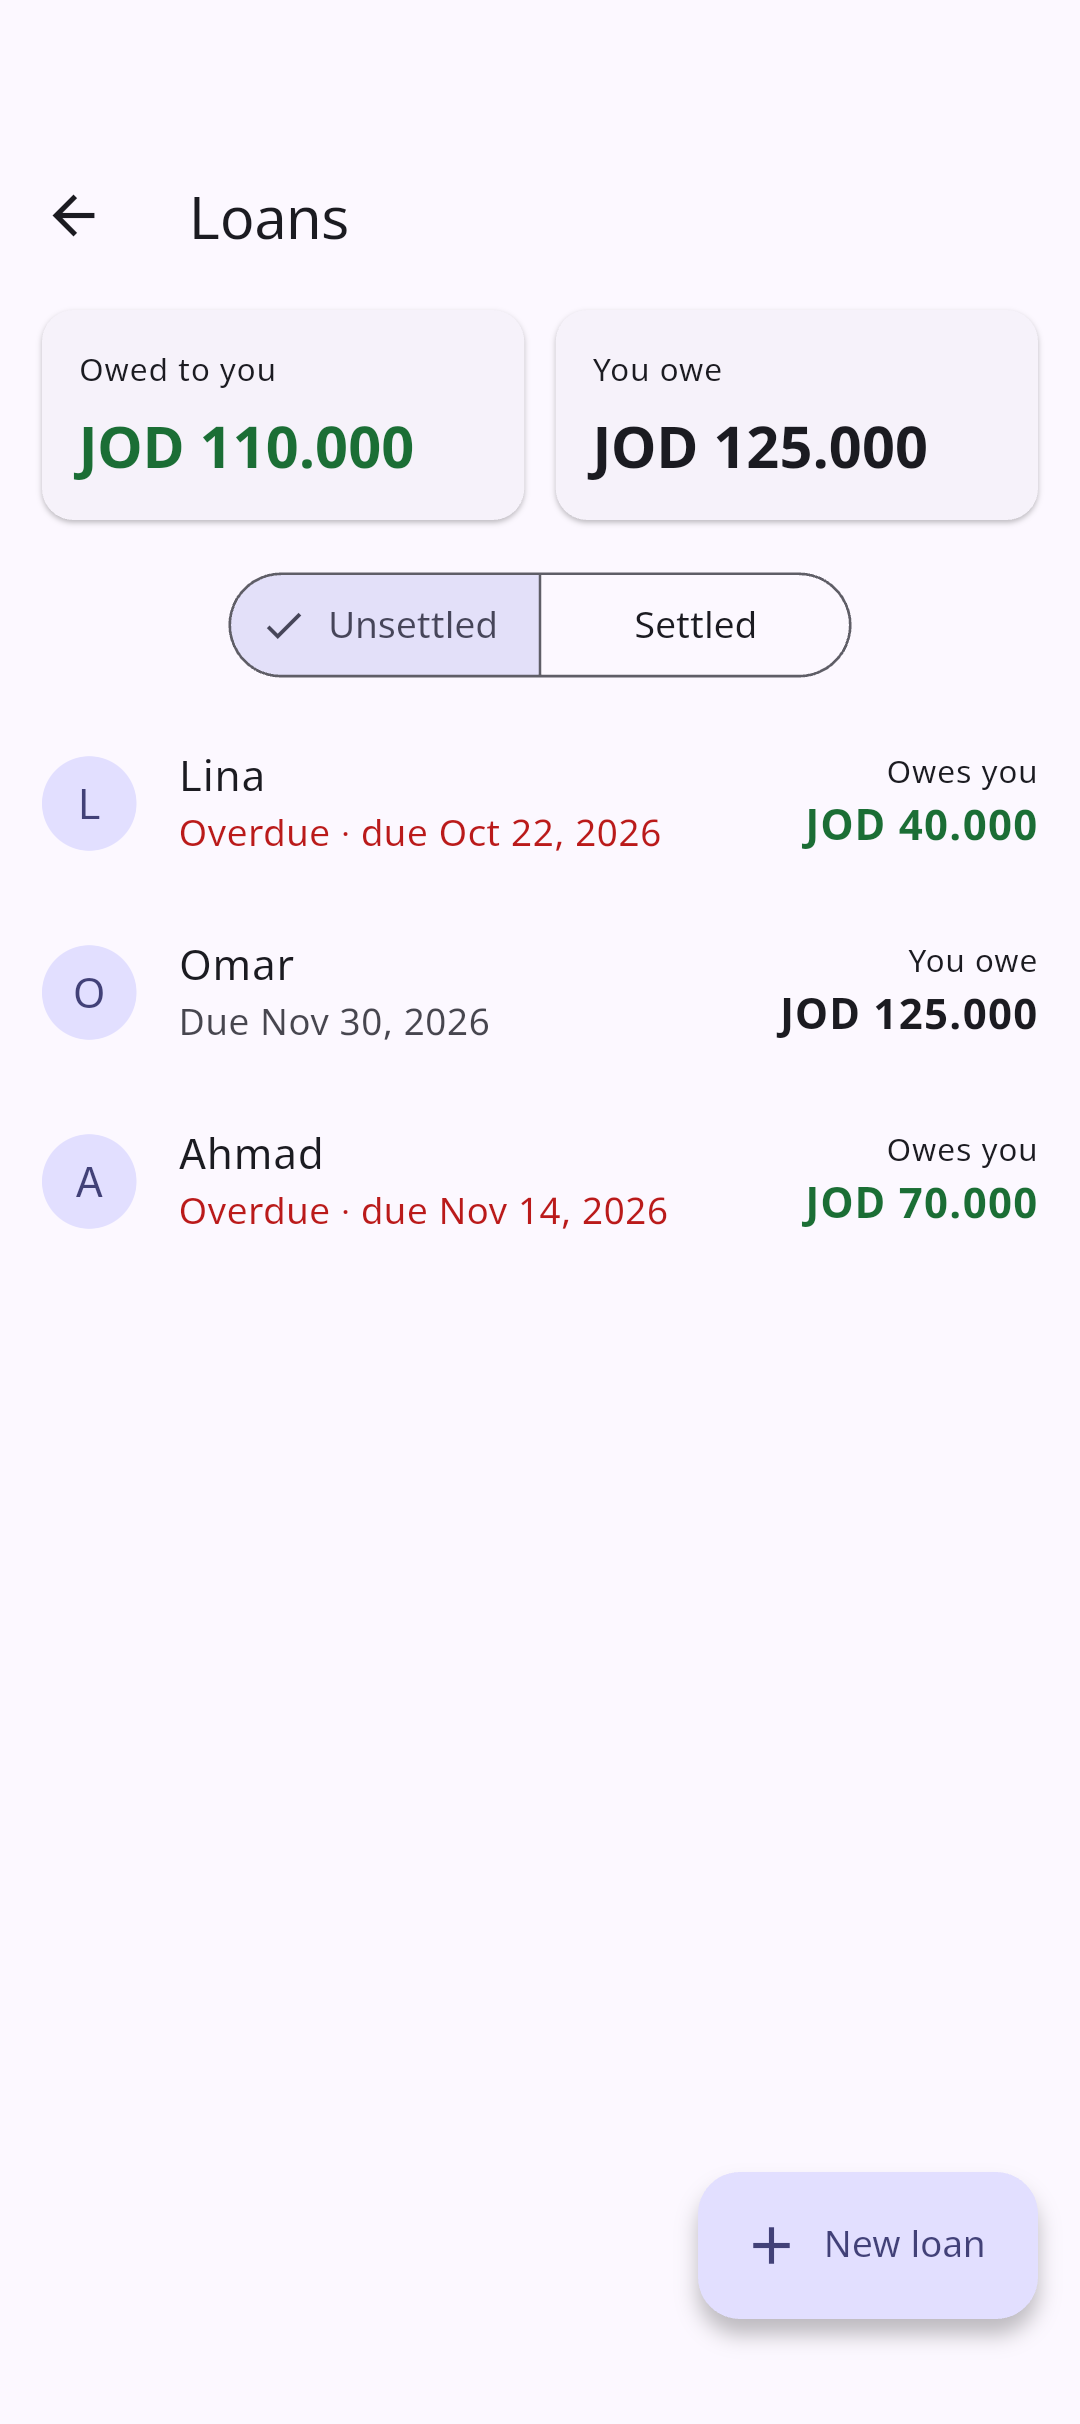 Loans
Owed to you
JOD 110.000
You owe
JOD 125.000
Unsettled
Settled
L
Lina
Overdue · due Oct 22, 2026
Owes you
JOD 40.000
O
Omar
Due Nov 30, 2026
You owe
JOD 125.000
A
Ahmad
Overdue · due Nov 14, 2026
Owes you
JOD 70.000
New loan